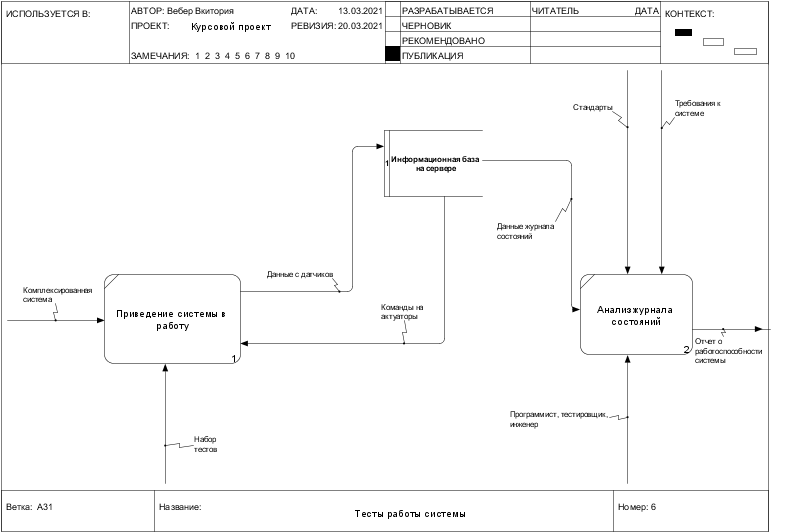 ИСПОЛЬЗУЕТСЯ В:
АВТОР: Вебер Вкитория
ДАТА: 13.03.2021
ПРОЕКТ: Курсовой проект
РЕВИЗИЯ: 20.03.2021
ЗАМЕЧАНИЯ: 1 2 3 4 5 6 7 8 9 10
РАЗРАБАТЫВАЕТСЯ
ЧЕРНОВИК
РЕКОМЕНДОВАНО
ПУБЛИКАЦИЯ
ЧИТАТЕЛЬ ДАТА
КОНТЕКСТ:
Стандарты
Требования к
системе
1
Информационная база
на сервере
Данные журнала
состояний
Данные с датчиков
Комплексированная
система
Приведение системы в
работу
1
Команды на
актуаторы
Анализ журнала
состояний
2
Отчет о
работоспособности
системы
Программист, тестировщик,
инженер
Набор
тестов
Ветка: А31
Название:
Тесты работы системы
Номер: 6